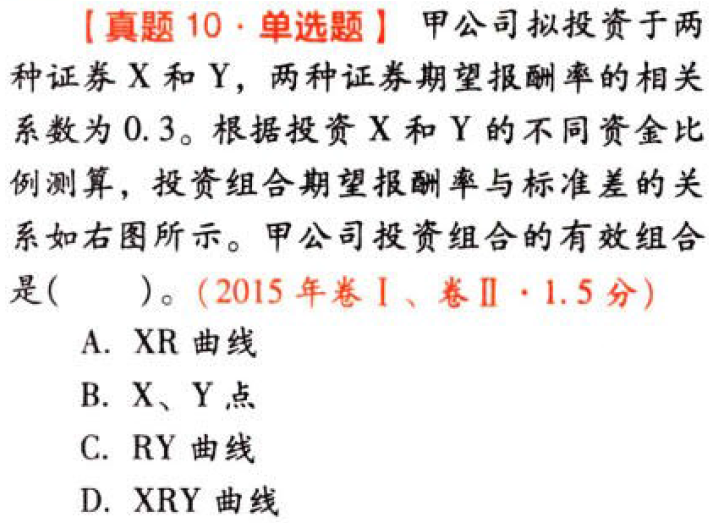 【真题 10·单选题】 甲公司拟投资于两
种证券 X 和 Y，两种证券期望报酬率的相关
系数为 0.3。根据投资 X 和 Y 的不同资金比
例测算，投资组合期望报酬率与标准差的关
系如右图所示。甲公司投资组合的有效组合
是(　　)。(2015 年卷Ⅰ、卷Ⅱ·1.5 分)
A. XR 曲线
B. X、Y 点
C. RY 曲线
D. XRY 曲线